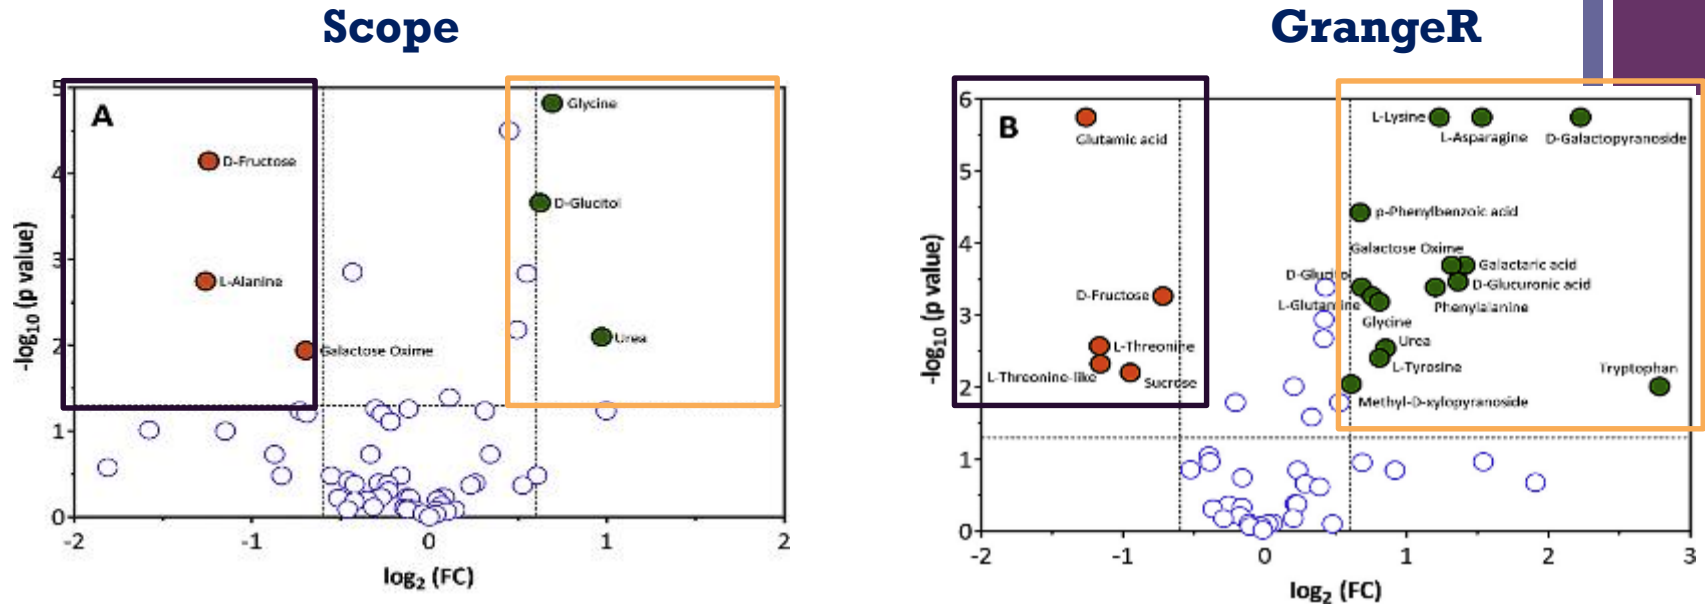 Scope
GrangeR
A
5
4
3
2
1
0
-2
-1
0
1
2
-log10 (p value)
log2 (FC)
Glycine
D-Fructose
D-Glucitol
L-Alanine
Urea
Galactose Oxime
B
6
5
4
3
2
1
0
-2
-1
0
1
2
3
-log10 (p value)
log2 (FC)
L-Lysine
Glutamic acid
L-Asparagine
D-Galactopyranoside
p-Phenylbenzoic acid
Galactose Oxime
Galactaric acid
D-Glucitol
D-Glucuronic acid
D-Fructose
L-Glutamine
Phenylalanine
Glycine
L-Threonine
Urea
L-Tyrosine
Tryptophan
L-Threonine-like
Sucrose
Methyl-D-xylopyranoside